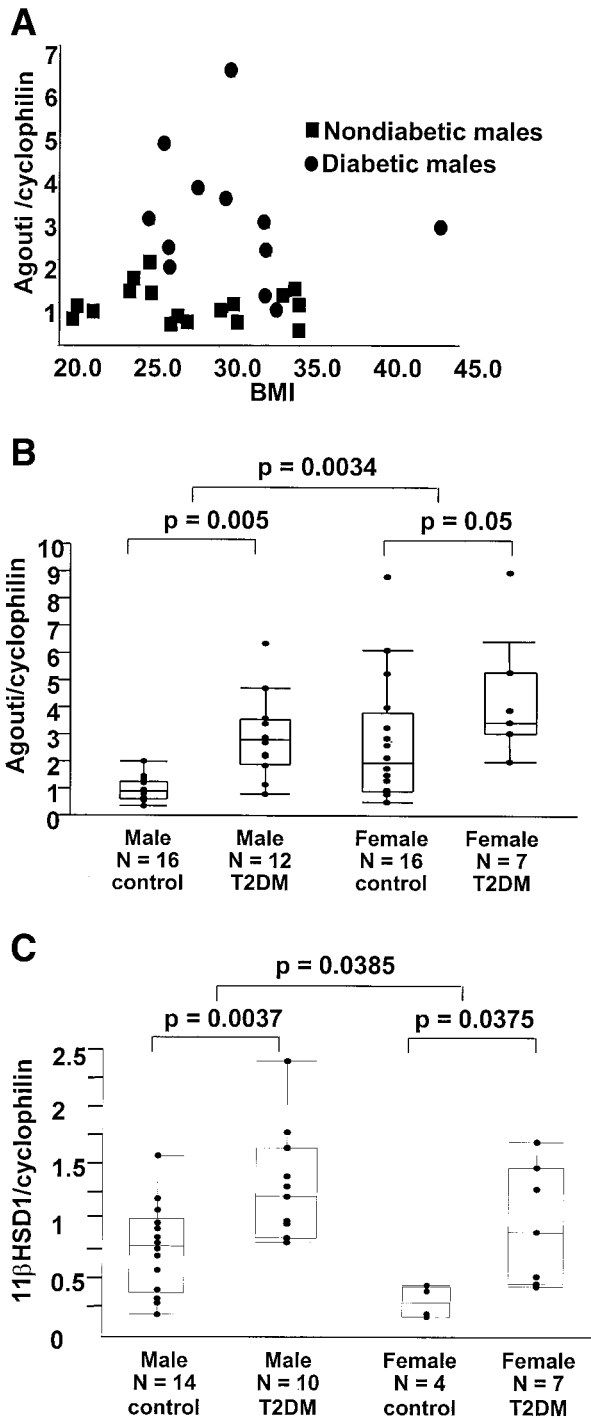 A
7
6
5
4
3
2
1
Agouti /cyclophilin
Nondiabetic males
Diabetic males
20.0 25.0 30.0 35.0 40.0 45.0
BMI
B
p = 0.0034
p = 0.005
p = 0.05
10
9
8
7
6
5
4
3
2
1
0
Agouti/cyclophilin
Male Male Female Female
N = 16 N = 12 N = 16 N = 7
control T2DM control T2DM
C
p = 0.0385
p = 0.0037
p = 0.0375
2.5
2
1.5
1
0.5
0
11βHSD1/cyclophilin
Male Male Female Female
N = 14 N = 10 N = 4 N = 7
control T2DM control T2DM